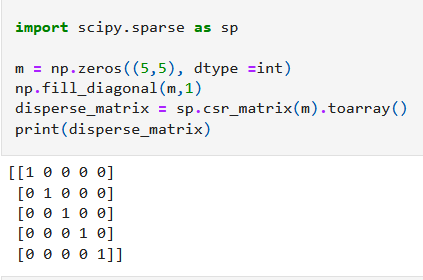 import scipy.sparse as sp
m = np.zeros((5,5), dtype =int)
np.fill_diagonal(m,1)
disperse_matrix = sp.csr_matrix(m).toarray()
print(disperse_matrix)
[[1 0 0 0 0]
 [0 1 0 0 0]
 [0 0 1 0 0]
 [0 0 0 1 0]
 [0 0 0 0 1]]